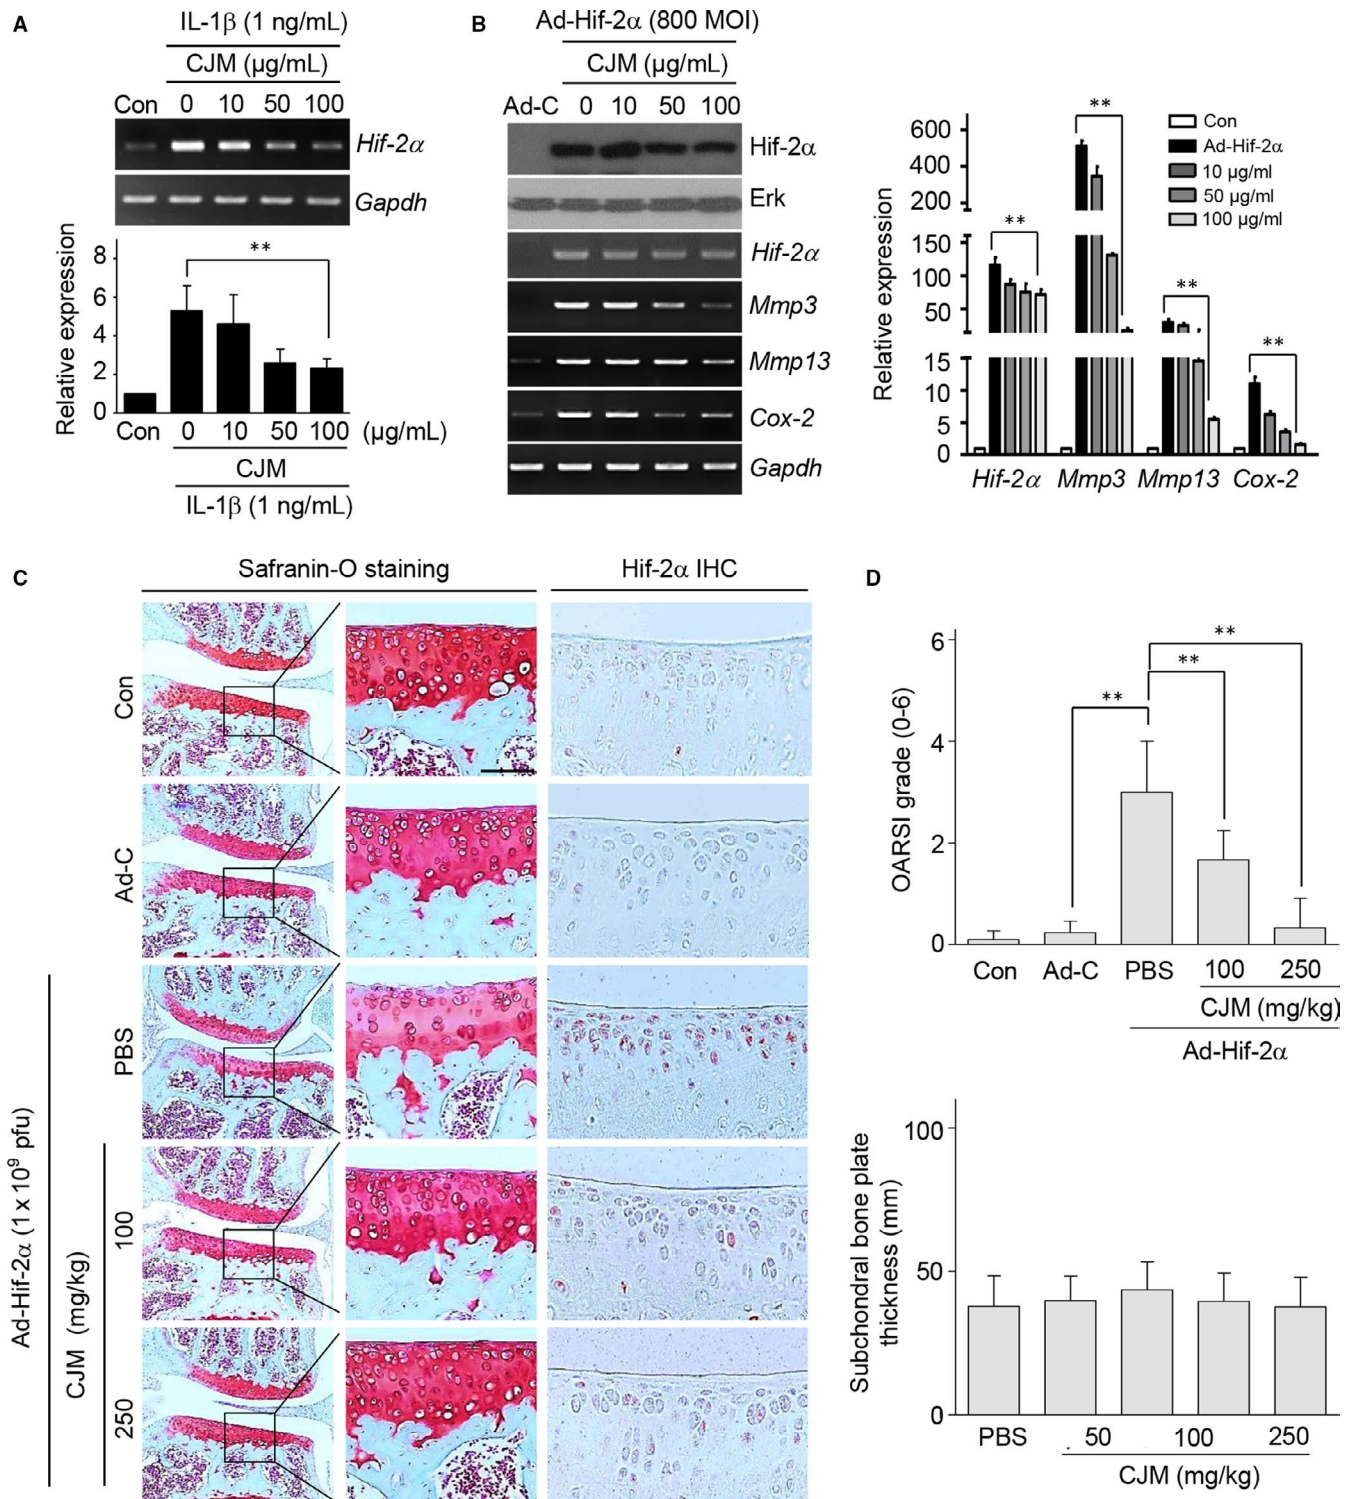 A
IL-1β (1 ng/mL)
CJM (µg/mL)
Con 0 10 50 100
Hif-2α
Gapdh
Relative expression
8
6
4
2
0
**
Con 0 10 50 100 (µg/mL)
CJM
IL-1β (1 ng/mL)
B
Ad-Hif-2α (800 MOI)
CJM (µg/mL)
Ad-C 0 10 50 100
Hif-2α
Erk
Hif-2α
Mmp3
Mmp13
Cox-2
Gapdh
Relative expression
600
400
200
150
100
50
15
10
5
0
**
**
**
**
Con
Ad-Hif-2α
10 µg/ml
50 µg/ml
100 µg/ml
Hif-2α Mmp3 Mmp13 Cox-2
C
Safranin-O staining
Hif-2α IHC
Con
Ad-C
PBS
100
250
CJM (mg/kg)
Ad-Hif-2α (1 x 10⁹ pfu)
D
OARSI grade (0-6)
6
4
2
0
**
**
**
Con Ad-C PBS 100 250
CJM (mg/kg)
Ad-Hif-2α
Subchondral bone plate
thickness (mm)
100
50
0
PBS 50 100 250
CJM (mg/kg)